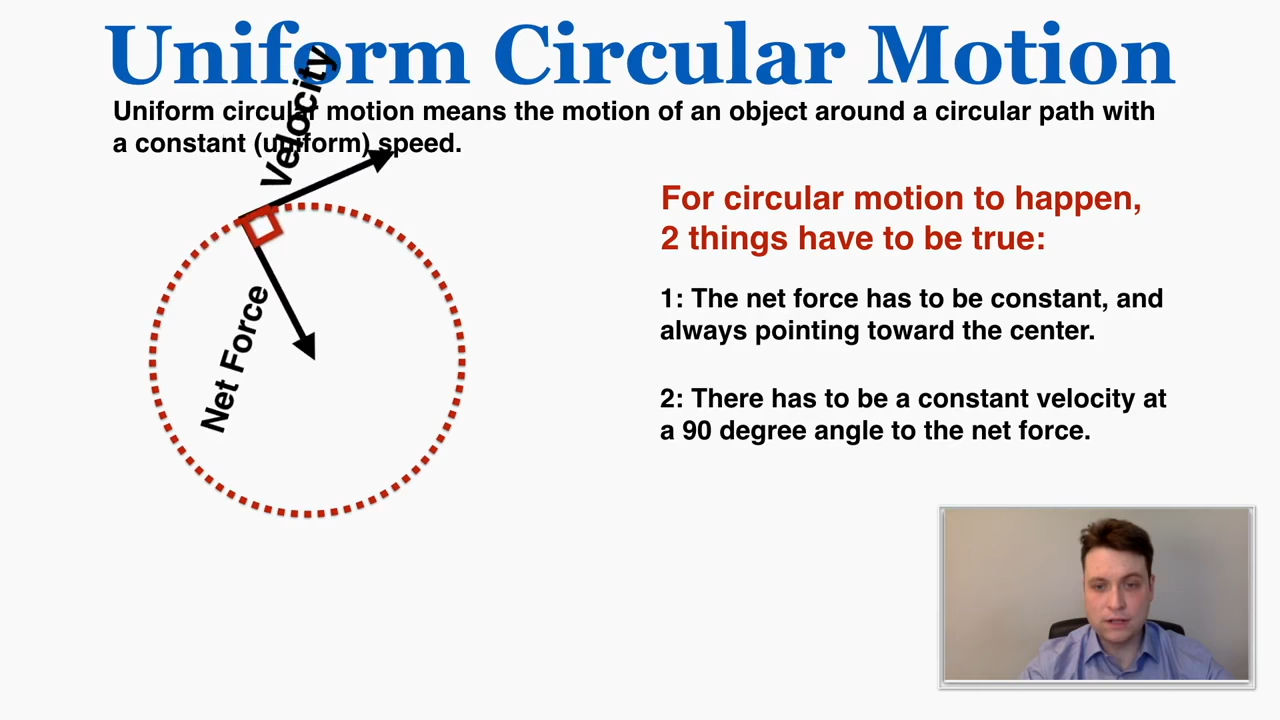 Uniform Circular Motion
Uniform circular motion means the motion of an object around a circular path with
a constant (uniform) speed.
Velocity
Net Force
For circular motion to happen,
2 things have to be true:
1: The net force has to be constant, and
always pointing toward the center.
2: There has to be a constant velocity at
a 90 degree angle to the net force.